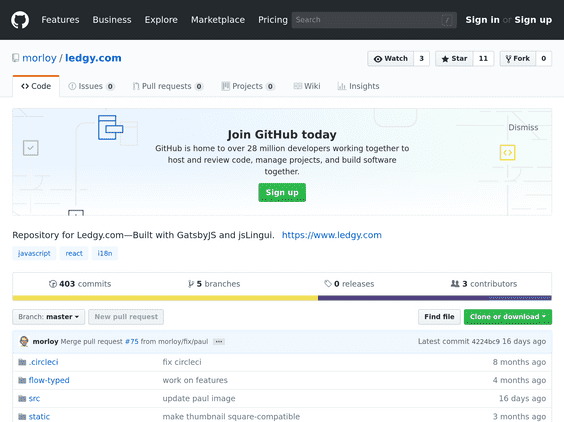 Features Business Explore Marketplace Pricing Search / Sign in or Sign up
morloy / ledgy.com Watch 3 Star 11 Fork 0
Code Issues 0 Pull requests 0 Projects 0 Wiki Insights
Dismiss
Join GitHub today
GitHub is home to over 28 million developers working together to
host and review code, manage projects, and build software
together.
Sign up
Repository for Ledgy.com—Built with GatsbyJS and jsLingui. https://www.ledgy.com
javascript react i18n
403 commits 5 branches 0 releases 3 contributors
Branch: master New pull request Find file Clone or download
morloy Merge pull request #75 from morloy/fix/paul ... Latest commit 4224bc9 16 days ago
.circleci fix circleci 8 months ago
flow-typed work on features 4 months ago
src update paul image 16 days ago
static make thumbnail square-compatible 3 months ago